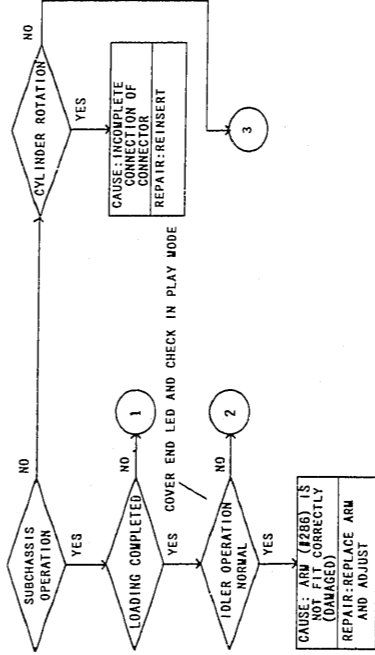 SUBCHASSIS
OPERATION
NO
YES
CYLINDER ROTATION
NO
YES
CAUSE:INCOMPLETE
CONNECTION OF
CONNECTOR
REPAIR:REINSERT
3
LOADING COMPLETED
NO
1
YES
COVER END LED AND CHECK IN PLAY MODE
IDLER OPERATION
NORMAL
NO
2
YES
CAUSE: ARM (#286) IS
NOT FIT CORRECTLY
(DAMAGED)
REPAIR:REPLACE ARM
AND ADJUST